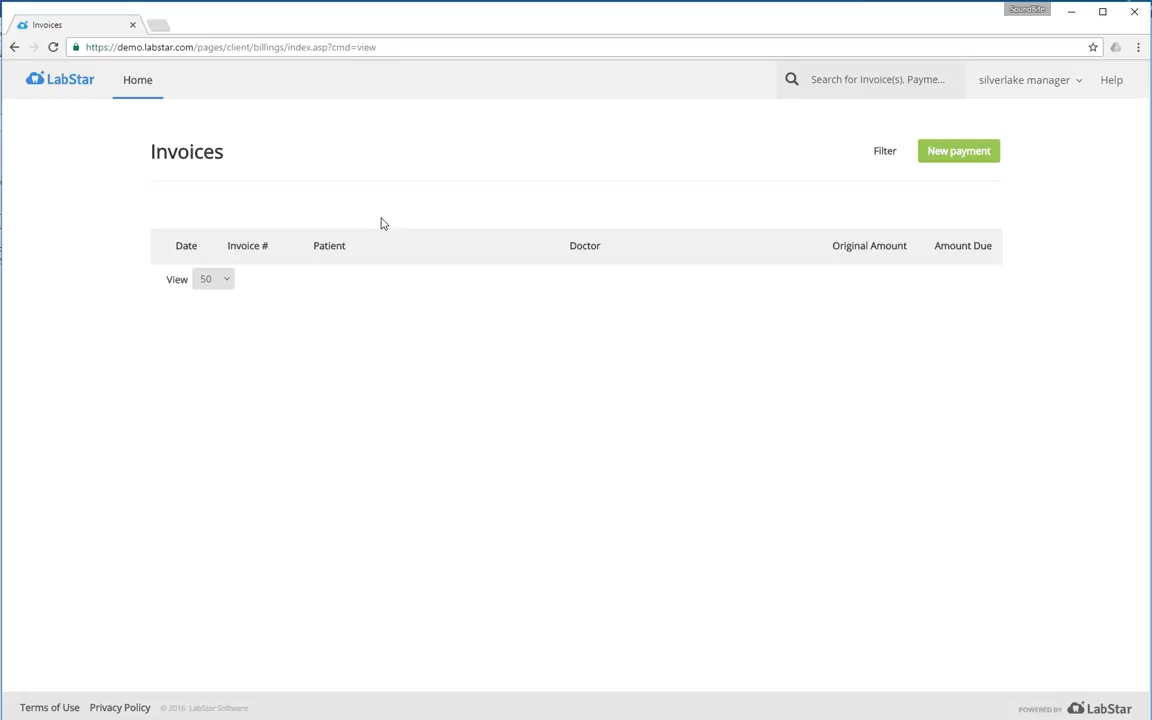 SoundBite
Invoices
https://demo.labstar.com/pages/client/billings/index.asp?cmd=view
LabStar
Home
Search for Invoice(s), Payme...
silverlake manager
Help
Invoices
Filter
New payment
Date
Invoice #
Patient
Doctor
Original Amount
Amount Due
View
50
Terms of Use
Privacy Policy
© 2016 LabStar Software
POWERED BY
LabStar